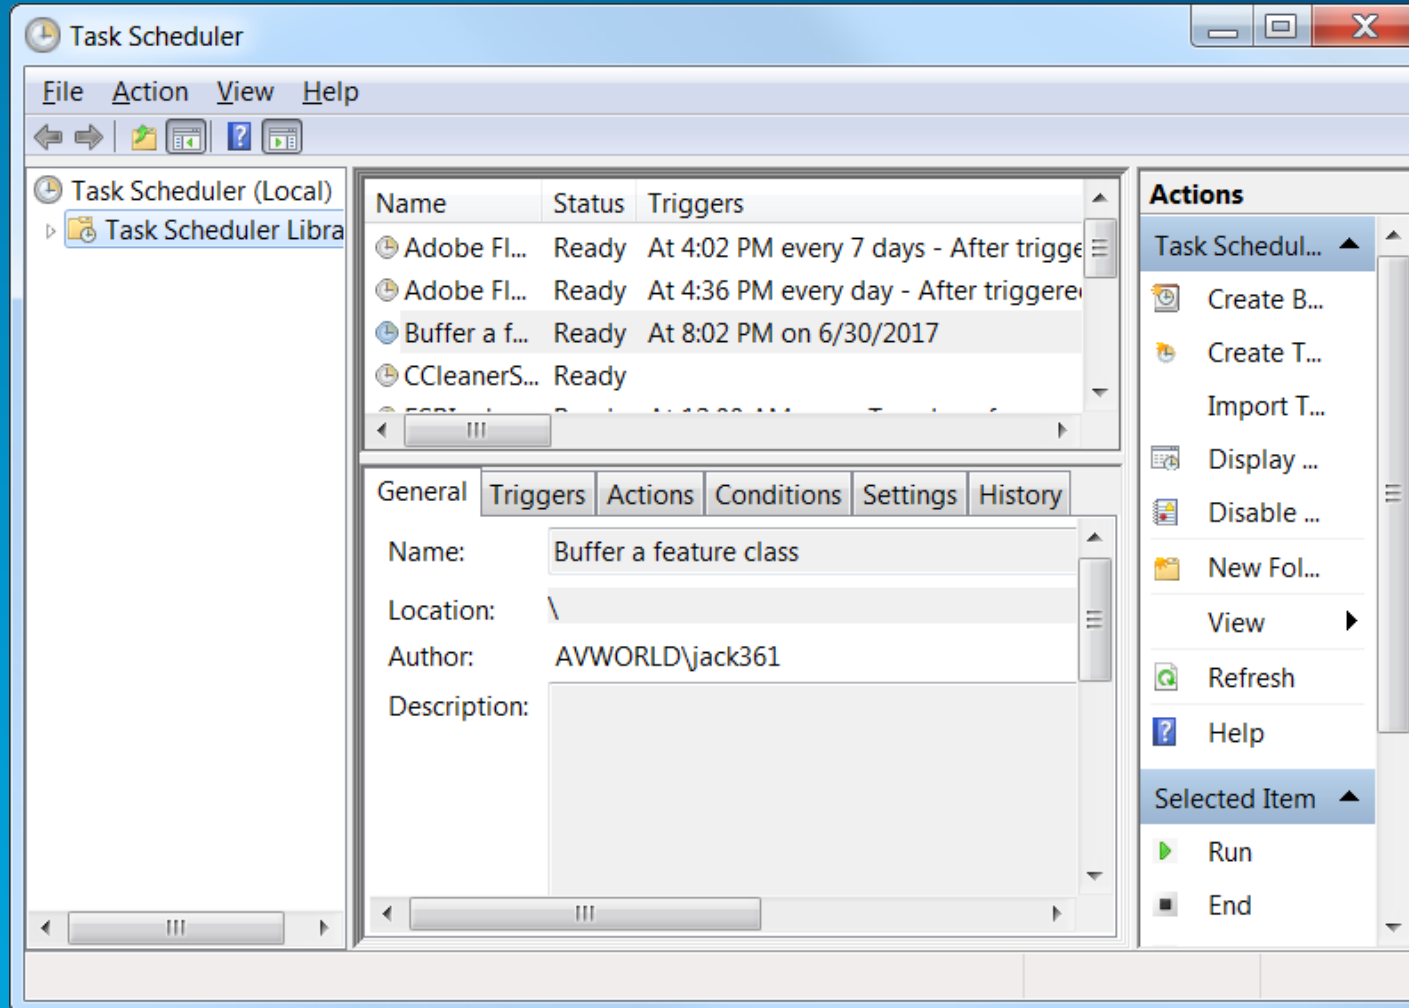 Task Scheduler
File Action View Help
Task Scheduler (Local)
Task Scheduler Libra
Name Status Triggers
Adobe Fl... Ready At 4:02 PM every 7 days - After trigge
Adobe Fl... Ready At 4:36 PM every day - After triggere
Buffer a f... Ready At 8:02 PM on 6/30/2017
CCleanerS... Ready
General Triggers Actions Conditions Settings History
Name: Buffer a feature class
Location: \
Author: AVWORLD\jack361
Description:
Actions
Task Schedul...
Create B...
Create T...
Import T...
Display ...
Disable ...
New Fol...
View
Refresh
Help
Selected Item
Run
End